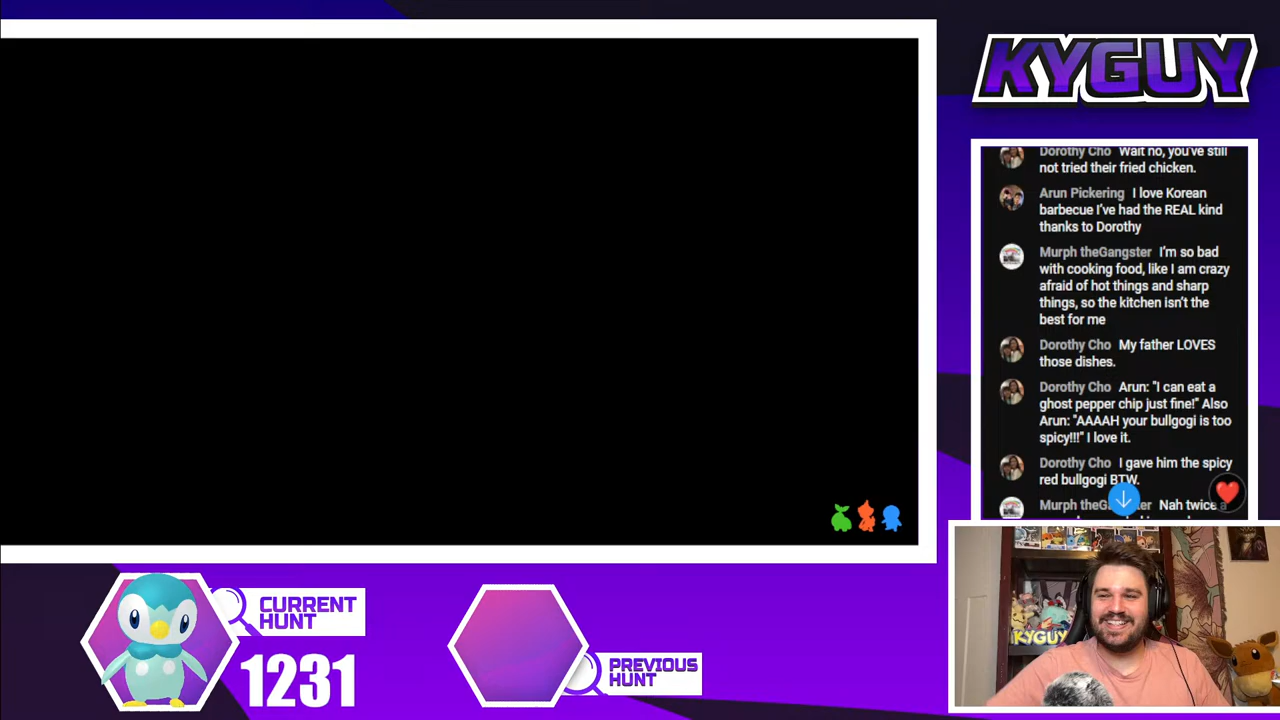 KYGUY
Dorothy Cho Wait no, you've still
not tried their fried chicken.
Arun Pickering I love Korean
barbecue I've had the REAL kind
thanks to Dorothy
Murph theGangster I'm so bad
with cooking food, like I am crazy
afraid of hot things and sharp
things, so the kitchen isn't the
best for me
Dorothy Cho My father LOVES
those dishes.
Dorothy Cho Arun: "I can eat a
ghost pepper chip just fine!" Also
Arun: "AAAAH your bullgogi is too
spicy!!!" I love it.
Dorothy Cho I gave him the spicy
red bullgogi BTW.
Murph theGangster Nah twice a
KYGUY
CURRENT
HUNT
1231
PREVIOUS
HUNT